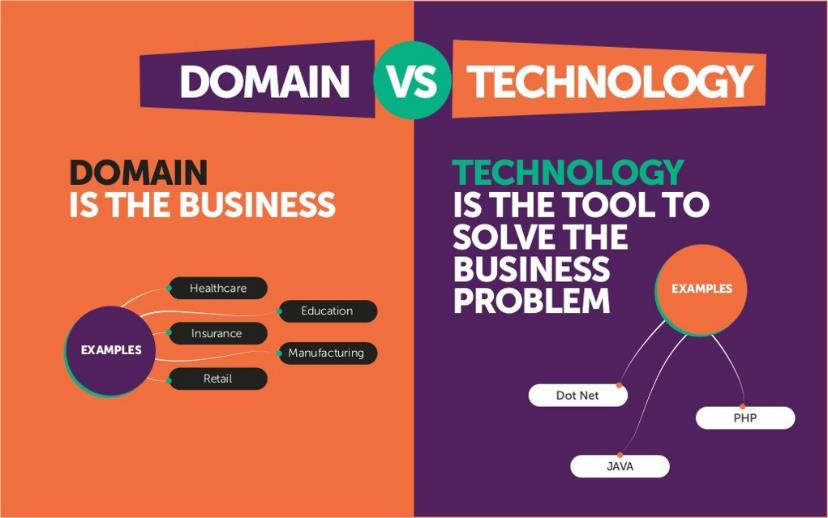 DOMAIN VS TECHNOLOGY
DOMAIN
IS THE BUSINESS
EXAMPLES
Healthcare
Education
Insurance
Manufacturing
Retail
TECHNOLOGY
IS THE TOOL TO
SOLVE THE
BUSINESS
PROBLEM
EXAMPLES
Dot Net
PHP
JAVA